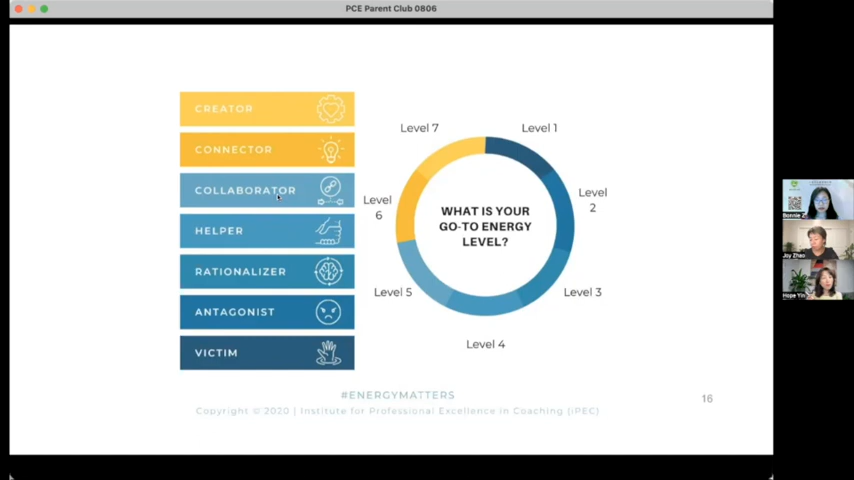 PCE Parent Club 0806
CREATOR
CONNECTOR
COLLABORATOR
HELPER
RATIONALIZER
ANTAGONIST
VICTIM
Level 7
Level 1
Level
6
Level
2
WHAT IS YOUR
GO-TO ENERGY
LEVEL?
Level 5
Level 3
Level 4
#ENERGYMATTERS
Copyright © 2020 | Institute for Professional Excellence in Coaching (iPEC)
16
Bonnie Z
Joy Zhao
Hope Yin